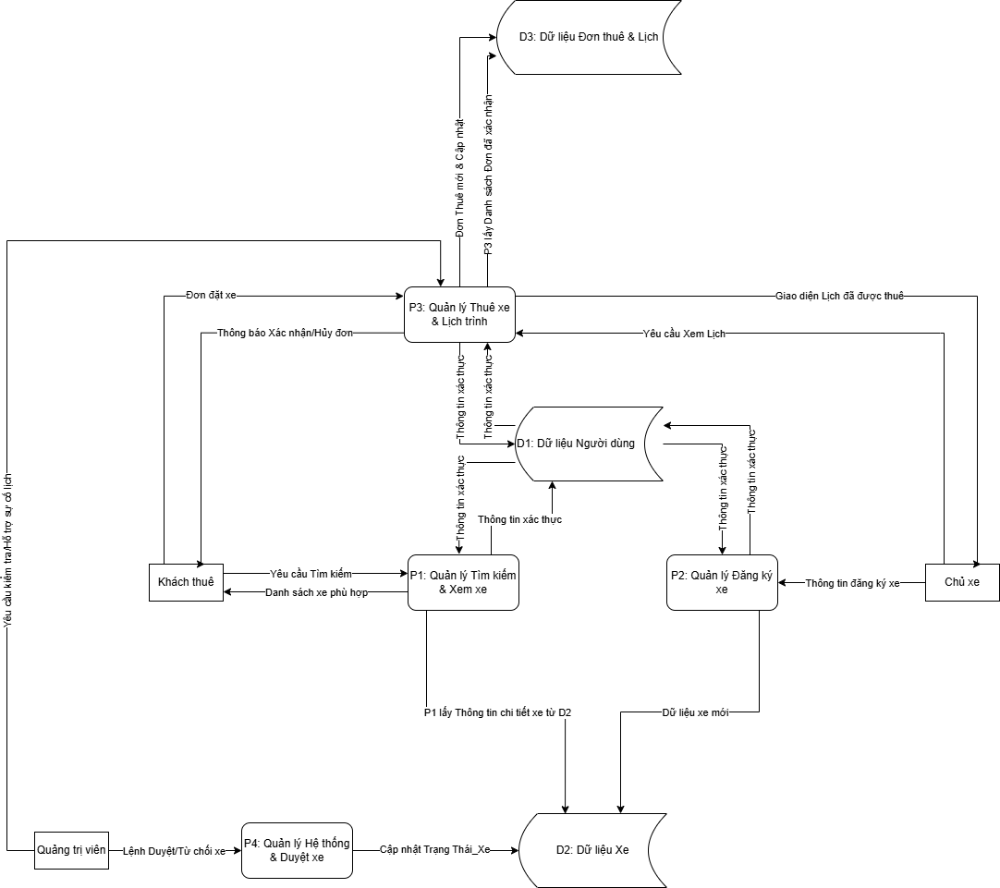 D3: Dữ liệu Đơn thuê & Lịch
Đơn Thuê mới & Cập nhật
P3 lấy Danh sách Đơn đã xác nhận
Đơn đặt xe
P3: Quản lý Thuê xe
& Lịch trình
Giao diện Lịch đã được thuê
Thông báo Xác nhận/Hủy đơn
Yêu cầu Xem Lịch
Thông tin xác thực
Thông tin xác thực
D1: Dữ liệu Người dùng
Thông tin xác thực
Thông tin xác thực
Thông tin xác thực
Thông tin xác thực
Yêu cầu kiểm tra/Hỗ trợ sự cố lịch
Khách thuê
Yêu cầu Tìm kiếm
Danh sách xe phù hợp
P1: Quản lý Tìm kiếm
& Xem xe
P2: Quản lý Đăng ký
xe
Thông tin đăng ký xe
Chủ xe
P1 lấy Thông tin chi tiết xe từ D2
Dữ liệu xe mới
Quảng trị viên
Lệnh Duyệt/Từ chối xe
P4: Quản lý Hệ thống
& Duyệt xe
Cập nhật Trạng Thái_Xe
D2: Dữ liệu Xe